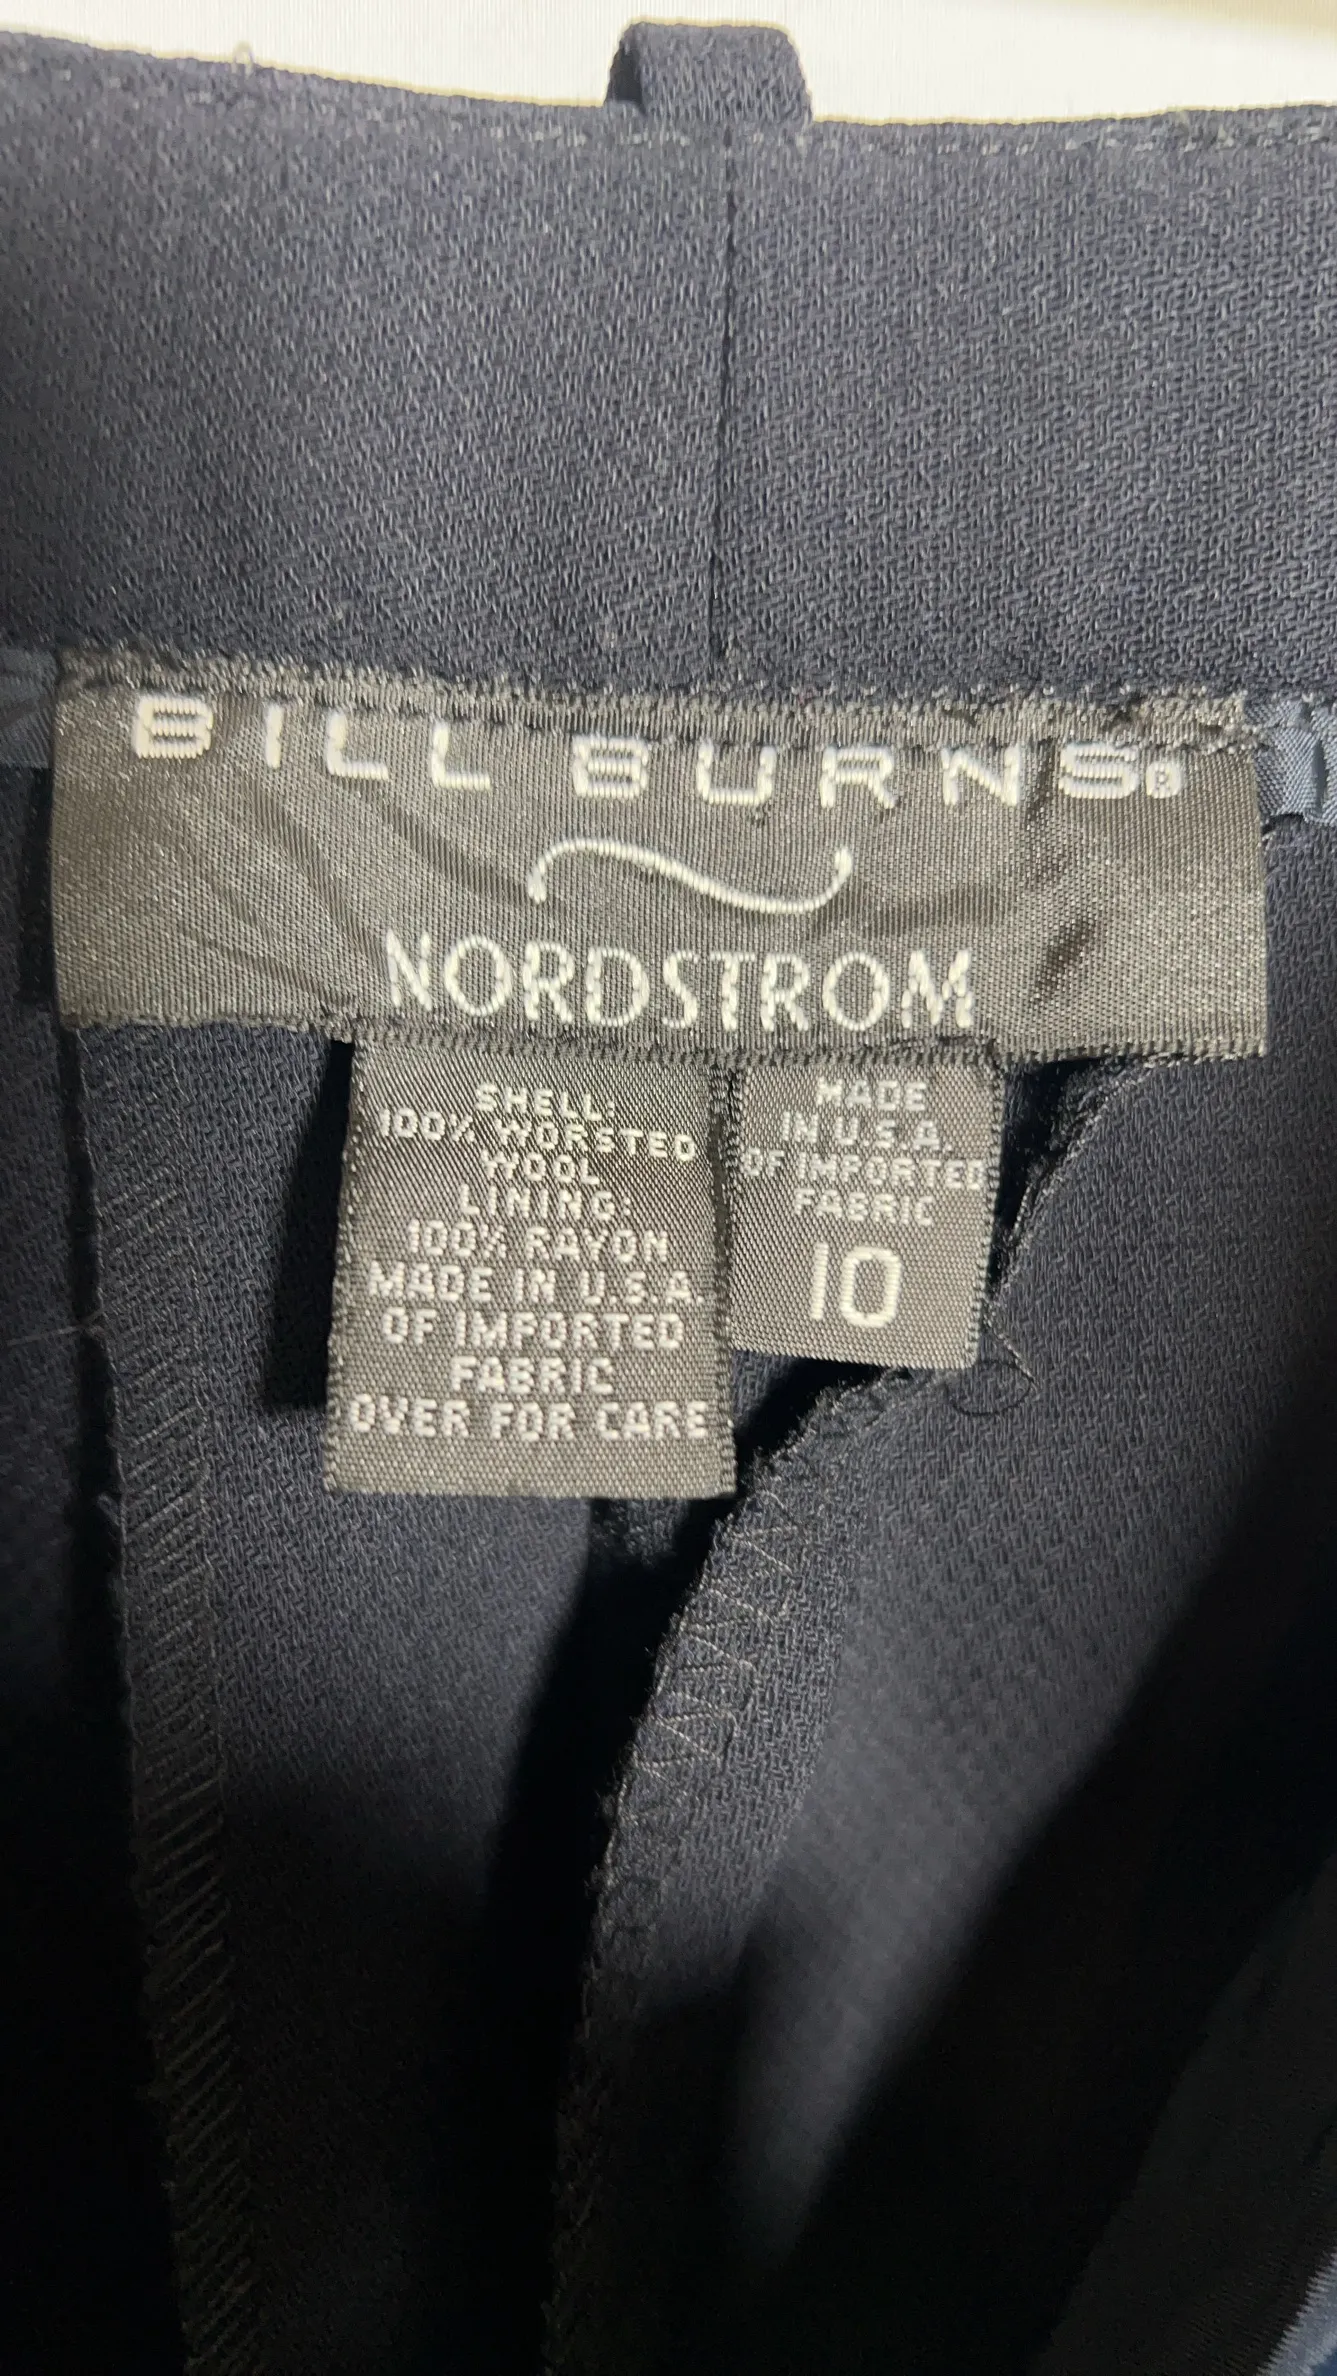 BILL BURNS®
NORDSTROM
SHELL:
100% WORSTED
WOOL
LINING:
100% RAYON
MADE IN U.S.A
OF IMPORTED
FABRIC
OVER FOR CARE
MADE
IN U.S.A.
OF IMPORTED
FABRIC
10